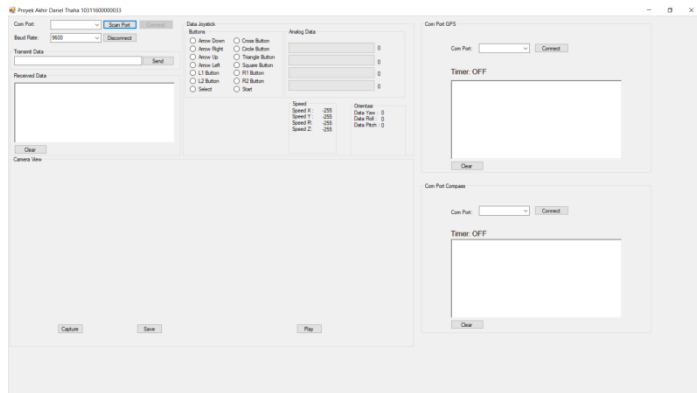 Proyek Akhir Dariel Thaha 10311600000033
Com Port:
Scan Port
Connect
Baud Rate:
9600
Disconnect
Transmit Data
Send
Received Data
Clear
Data Joystick
Buttons
Arrow Down
Cross Button
Arrow Right
Circle Button
Arrow Up
Triangle Button
Arrow Left
Square Button
L1 Button
R1 Button
L2 Button
R2 Button
Select
Start
Analog Data
0
0
0
0
Speed
Speed X : -255
Speed Y : -255
Speed R: -255
Speed Z: -255
Orientasi
Data Yaw : 0
Data Roll : 0
Data Pitch : 0
Camera View
Capture
Save
Play
Com Port GPS
Com Port:
Connect
Timer: OFF
Clear
Com Port Compass
Com Port:
Connect
Timer: OFF
Clear